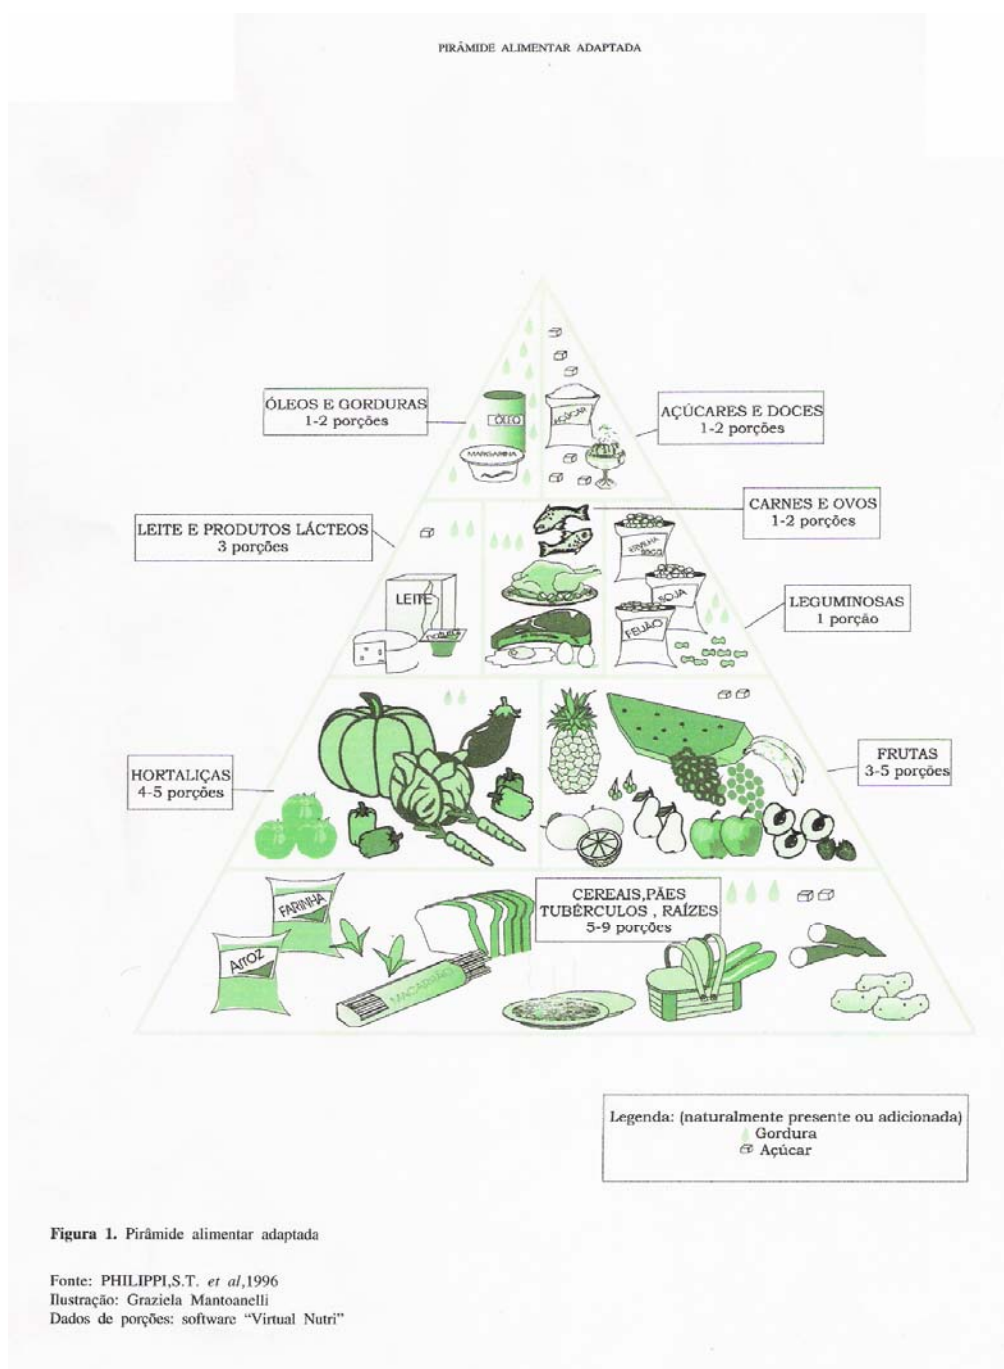 PIRÂMIDE ALIMENTAR ADAPTADA
ÓLEOS E GORDURAS
1-2 porções
AÇÚCARES E DOCES
1-2 porções
ÓLEO
AÇÚCAR
MARGARINA
CARNES E OVOS
1-2 porções
LEITE E PRODUTOS LÁCTEOS
3 porções
ERVILHA
SECA
LEITE
SOJA
FEIJÃO
LEGUMINOSAS
1 porção
HORTALIÇAS
4-5 porções
FRUTAS
3-5 porções
CEREAIS,PÃES
TUBÉRCULOS , RAÍZES
5-9 porções
FARINHA
Arroz
MACARRÃO
Legenda: (naturalmente presente ou adicionada)
Gordura
Açúcar
Figura 1. Pirâmide alimentar adaptada
Fonte: PHILIPPI,S.T. et al,1996
Ilustração: Graziela Mantoanelli
Dados de porções: software “Virtual Nutri”